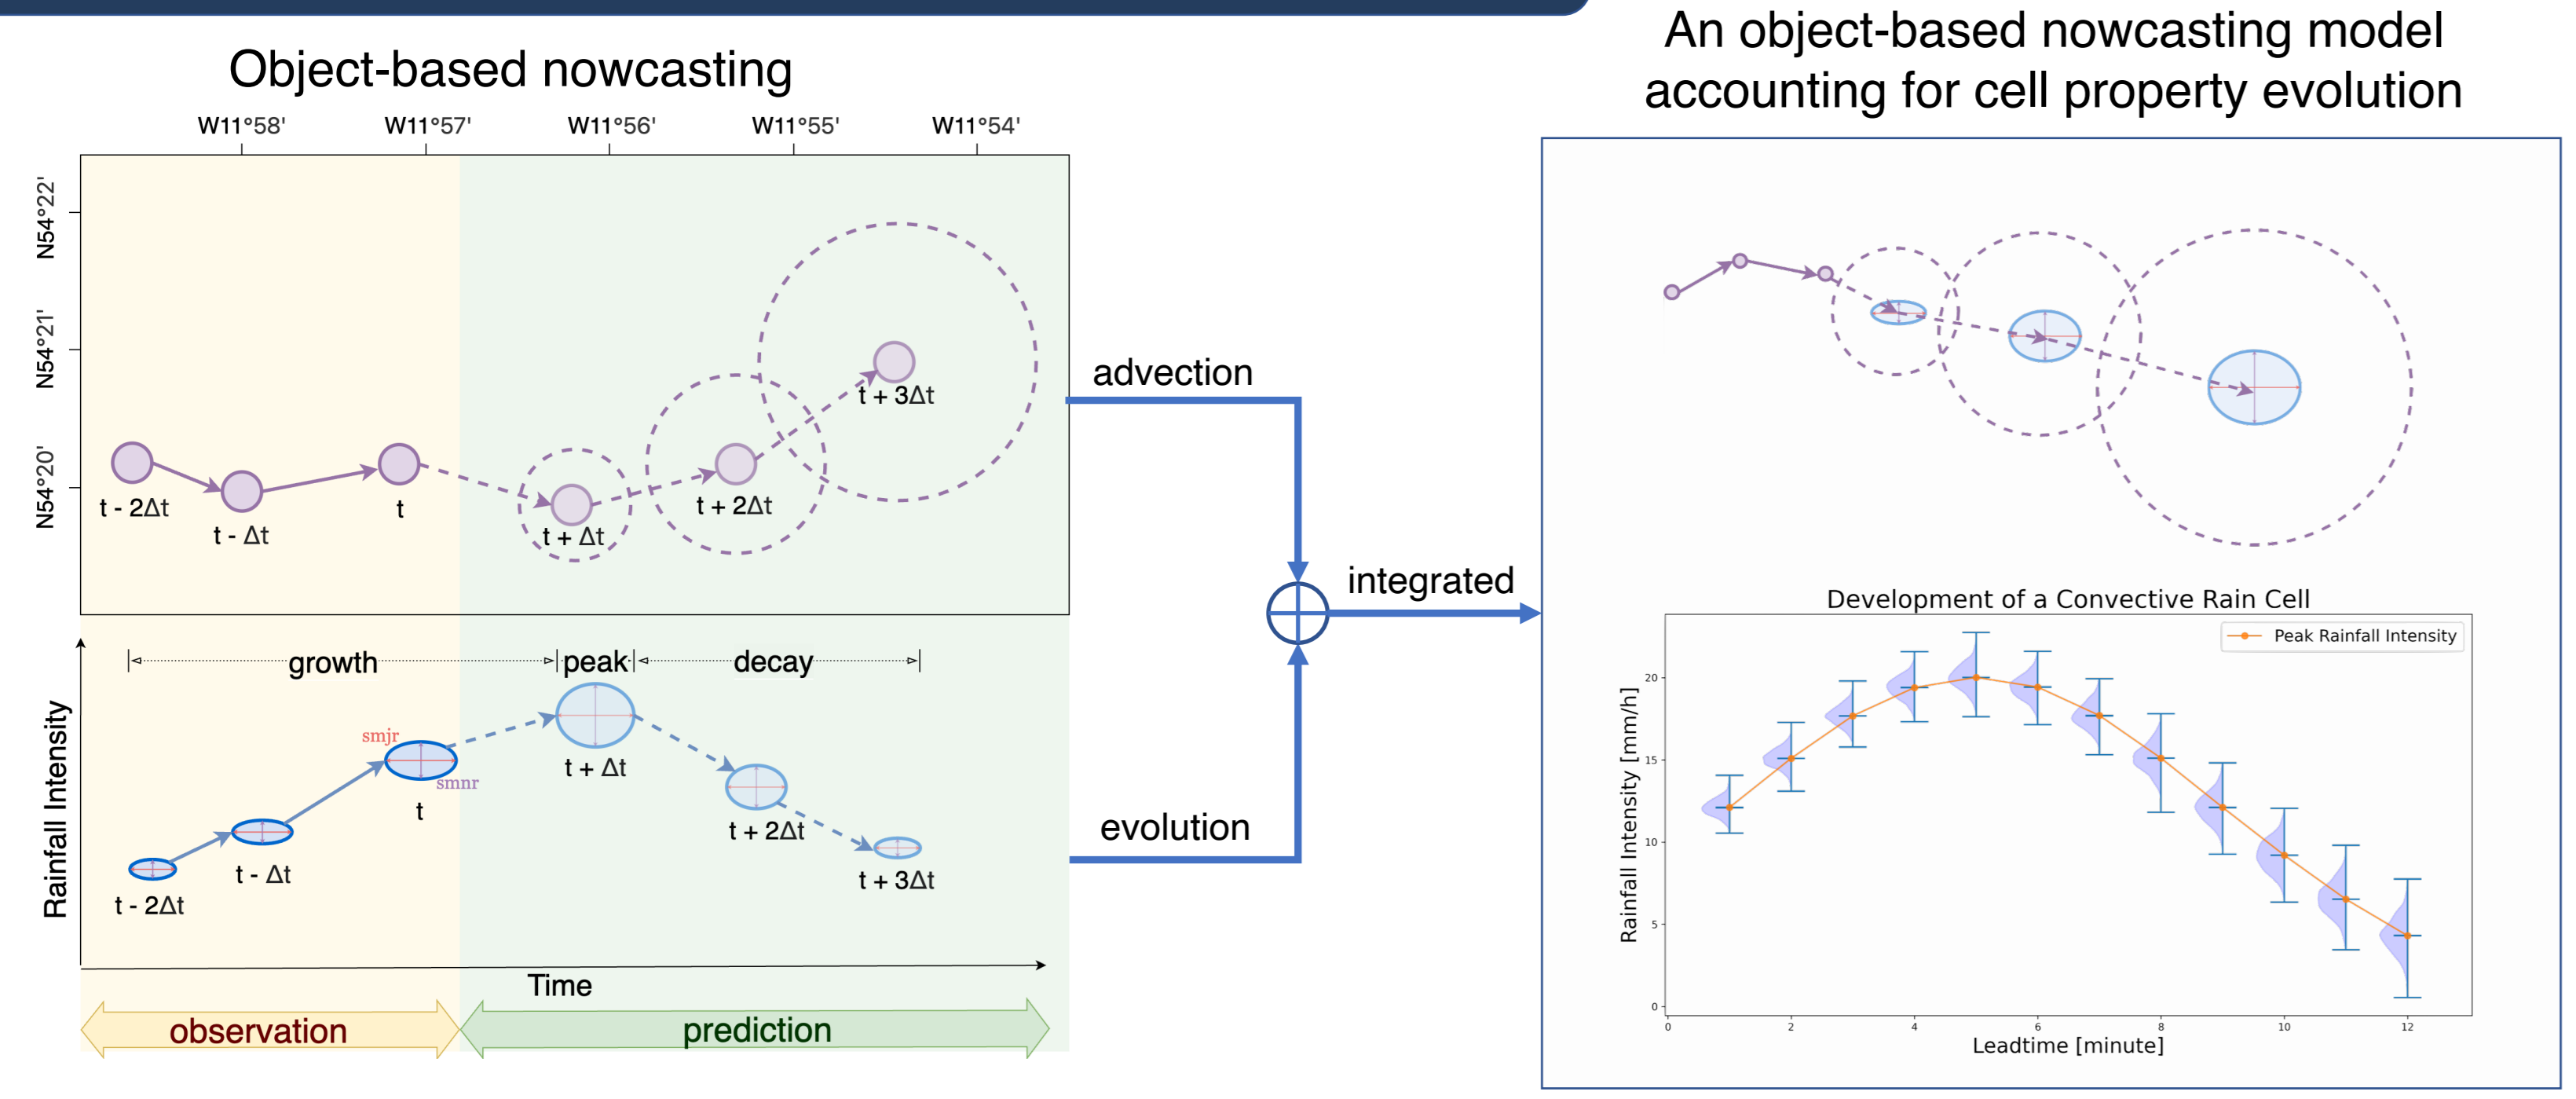 Object-based nowcasting
An object-based nowcasting model
accounting for cell property evolution
W11°58'
W11°57'
W11°56'
W11°55'
W11°54'
N54°22'
N54°21'
N54°20'
t - 2Δt
t - Δt
t
t + Δt
t + 2Δt
t + 3Δt
advection
integrated
evolution
growth
peak
decay
Rainfall Intensity
smjr
smnr
t - 2Δt
t - Δt
t
t + Δt
t + 2Δt
t + 3Δt
Time
observation
prediction
Development of a Convective Rain Cell
Peak Rainfall Intensity
Rainfall Intensity [mm/h]
20
15
10
5
0
0
2
4
6
8
10
12
Leadtime [minute]